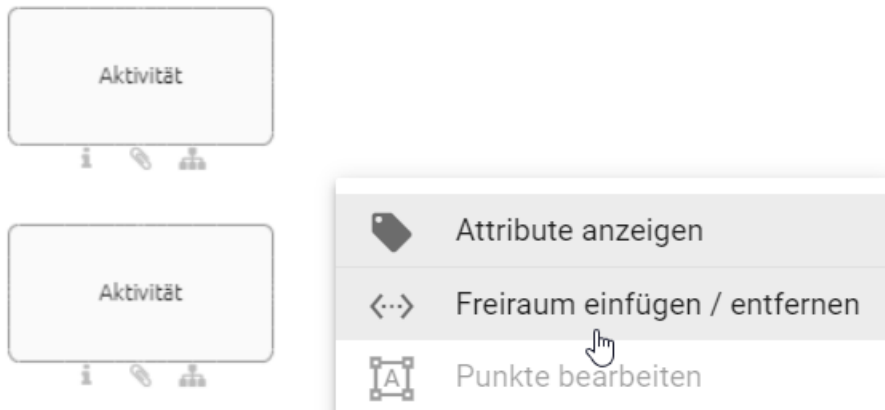 Aktivität
Aktivität
Attribute anzeigen
Freiraum einfügen / entfernen
Punkte bearbeiten